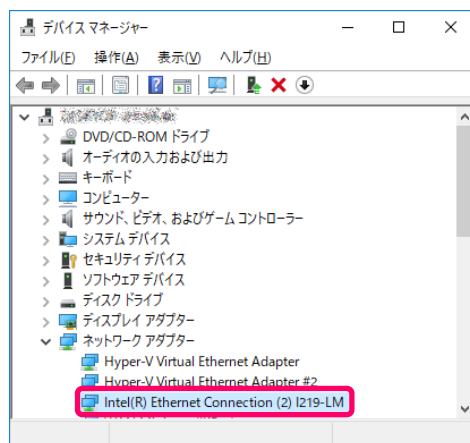 デバイス マネージャー
ファイル(F) 操作(A) 表示(V) ヘルプ(H)
DVD/CD-ROM ドライブ
オーディオの入力および出力
キーボード
コンピューター
サウンド、ビデオ、およびゲーム コントローラー
システム デバイス
セキュリティ デバイス
ソフトウェア デバイス
ディスク ドライブ
ディスプレイ アダプター
ネットワーク アダプター
Hyper-V Virtual Ethernet Adapter
Hyper-V Virtual Ethernet Adapter #2
Intel(R) Ethernet Connection (2) I219-LM